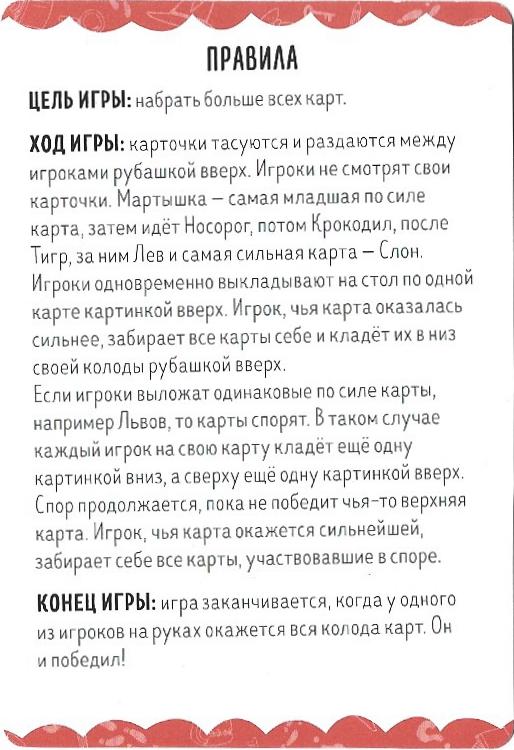 ПРАВИЛА
ЦЕЛЬ ИГРЫ: набрать больше всех карт.
ХОД ИГРЫ: карточки тасуются и раздаются между
игроками рубашкой вверх. Игроки не смотрят свои
карточки. Мартышка – самая младшая по силе
карта, затем идёт Носорог, потом Крокодил, после
Тигр, за ним Лев и самая сильная карта – Слон.
Игроки одновременно выкладывают на стол по одной
карте картинкой вверх. Игрок, чья карта оказалась
сильнее, забирает все карты себе и кладёт их в низ
своей колоды рубашкой вверх.
Если игроки выложат одинаковые по силе карты,
например Львов, то карты спорят. В таком случае
каждый игрок на свою карту кладёт ещё одну
картинкой вниз, а сверху ещё одну картинкой вверх.
Спор продолжается, пока не победит чья-то верхняя
карта. Игрок, чья карта окажется сильнейшей,
забирает себе все карты, участвовавшие в споре.
КОНЕЦ ИГРЫ: игра заканчивается, когда у одного
из игроков на руках окажется вся колода карт. Он
и победил!